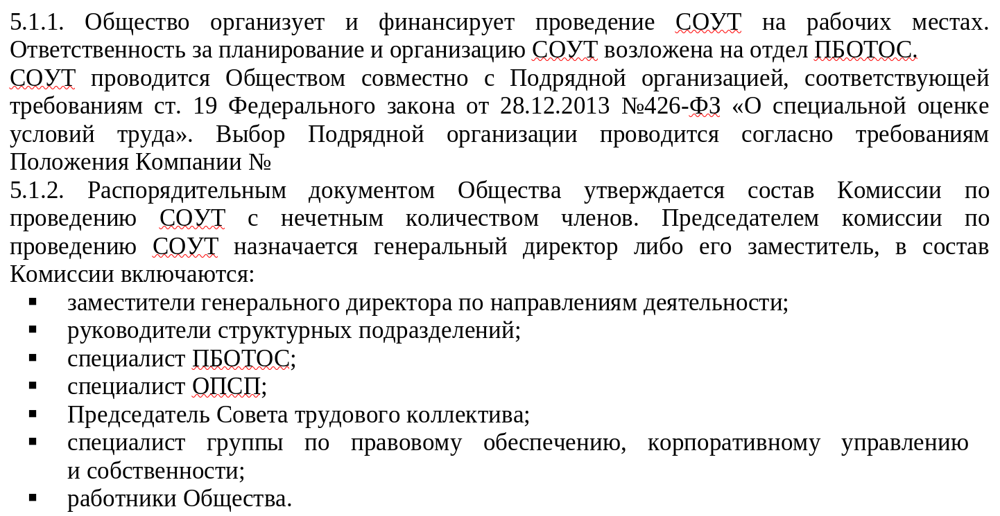 5.1.1. Общество организует и финансирует проведение СОУТ на рабочих местах.
Ответственность за планирование и организацию СОУТ возложена на отдел ПБОТОС.
СОУТ проводится Обществом совместно с Подрядной организацией, соответствующей
требованиям ст. 19 Федерального закона от 28.12.2013 №426-ФЗ «О специальной оценке
условий труда». Выбор Подрядной организации проводится согласно требованиям
Положения Компании №
5.1.2. Распорядительным документом Общества утверждается состав Комиссии по
проведению СОУТ с нечетным количеством членов. Председателем комиссии по
проведению СОУТ назначается генеральный директор либо его заместитель, в состав
Комиссии включаются:
▪ заместители генерального директора по направлениям деятельности;
▪ руководители структурных подразделений;
▪ специалист ПБОТОС;
▪ специалист ОПСП;
▪ Председатель Совета трудового коллектива;
▪ специалист группы по правовому обеспечению, корпоративному управлению
и собственности;
▪ работники Общества.